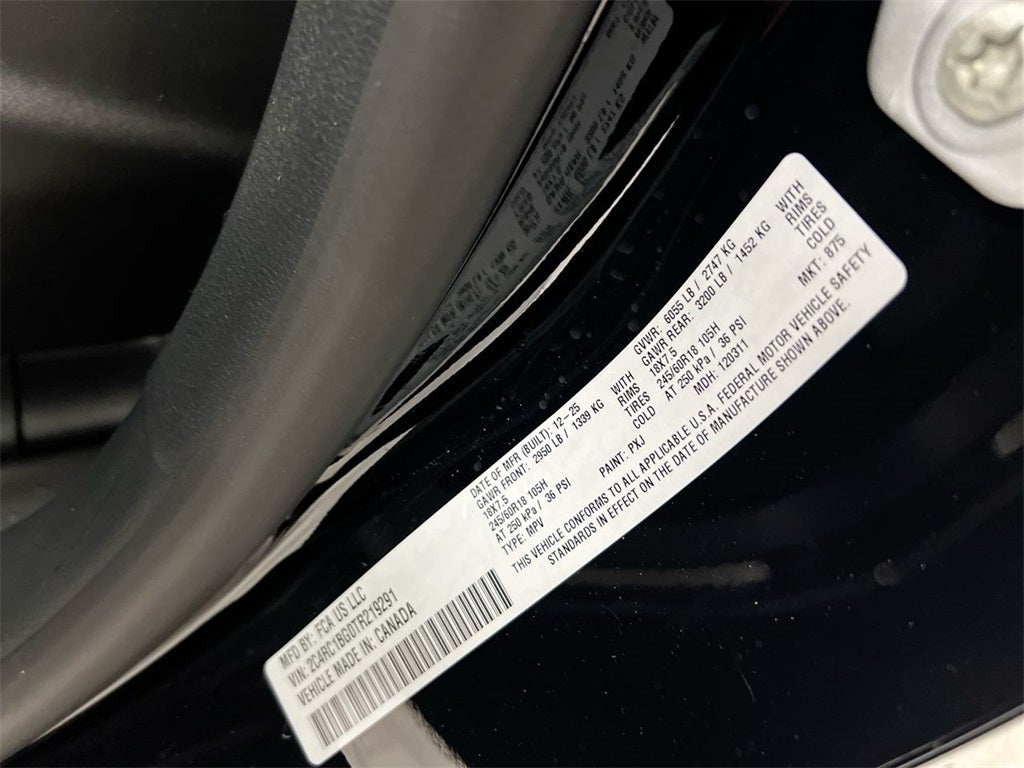 MFD BY: FCA US LLC
VIN: 2C4RC1BG0TR219291
VEHICLE MADE IN: CANADA
DATE OF MFR (BUILT): 12-25
GAWR FRONT: 2950 LB / 1339 KG WITH
18X7.5 RIMS
245/60R18 105H TIRES
AT 250 kPa / 36 PSI COLD
TYPE: MPV PAINT: PXJ
GVWR: 6055 LB / 2747 KG
GAWR REAR: 3200 LB / 1452 KG WITH
18X7.5 RIMS
245/60R18 105H TIRES
AT 250 kPa / 36 PSI COLD
MDH: 120311 MKT: 875
THIS VEHICLE CONFORMS TO ALL APPLICABLE U.S.A. FEDERAL MOTOR VEHICLE SAFETY
STANDARDS IN EFFECT ON THE DATE OF MANUFACTURE SHOWN ABOVE.